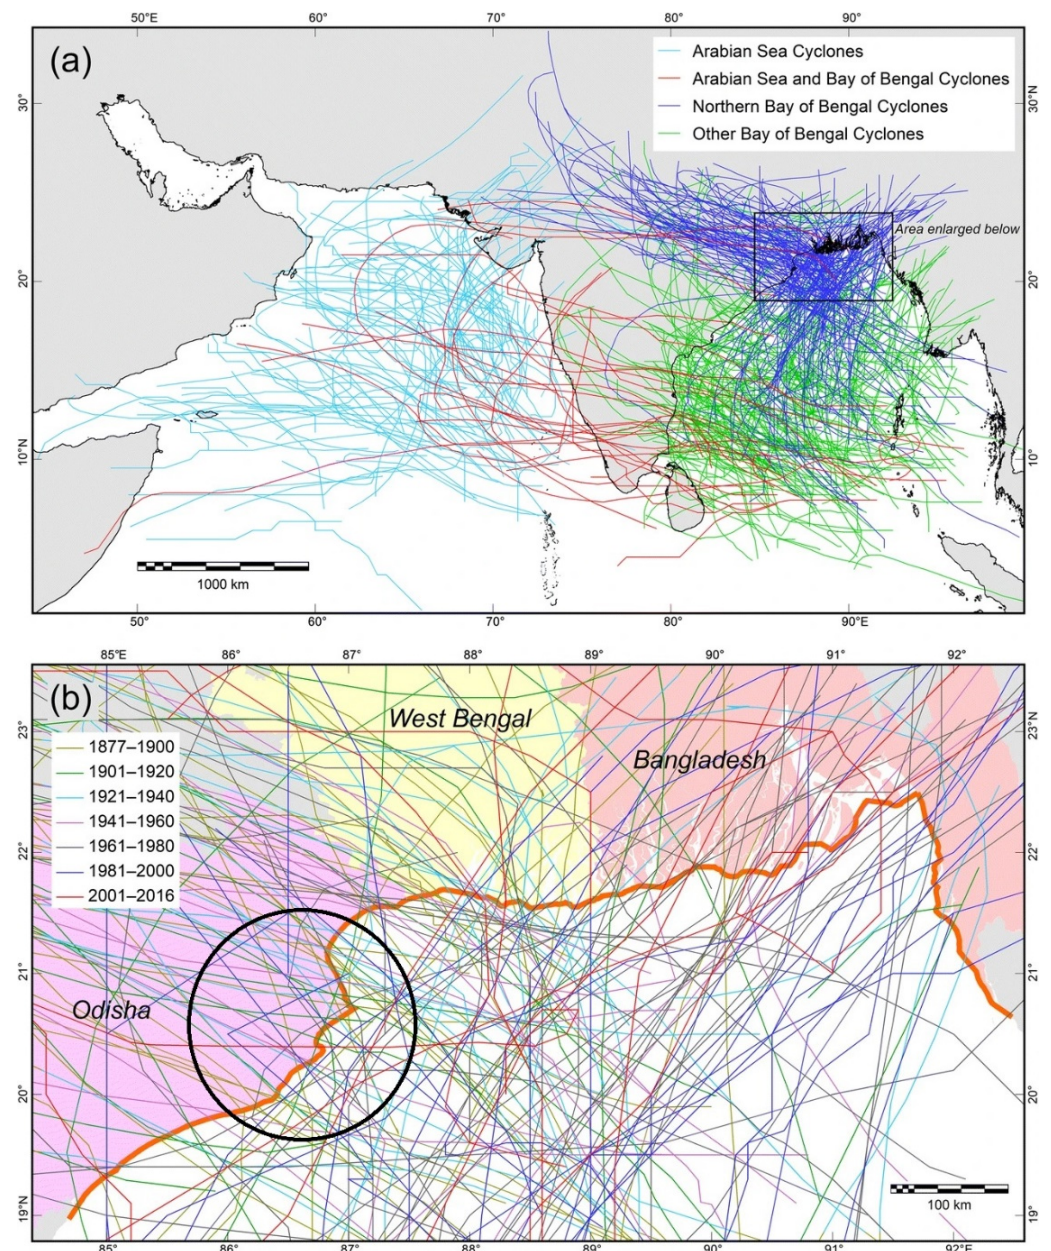 50°E 60° 70° 80° 90°
(a)
Arabian Sea Cyclones
Arabian Sea and Bay of Bengal Cyclones
Northern Bay of Bengal Cyclones
Other Bay of Bengal Cyclones
30° 30°N
Area enlarged below
20° 20°
10°N 10°
1000 km
50°E 60° 70° 80° 90°E
85°E 86° 87° 88° 89° 90° 91° 92°
(b)
West Bengal
23° 23°N
1877–1900
Bangladesh
1901–1920
1921–1940
1941–1960
1961–1980
22° 22°
1981–2000
2001–2016
21° 21°
Odisha
20° 20°
100 km
19°N 19°
85° 86° 87° 88° 89° 90° 91° 92°E